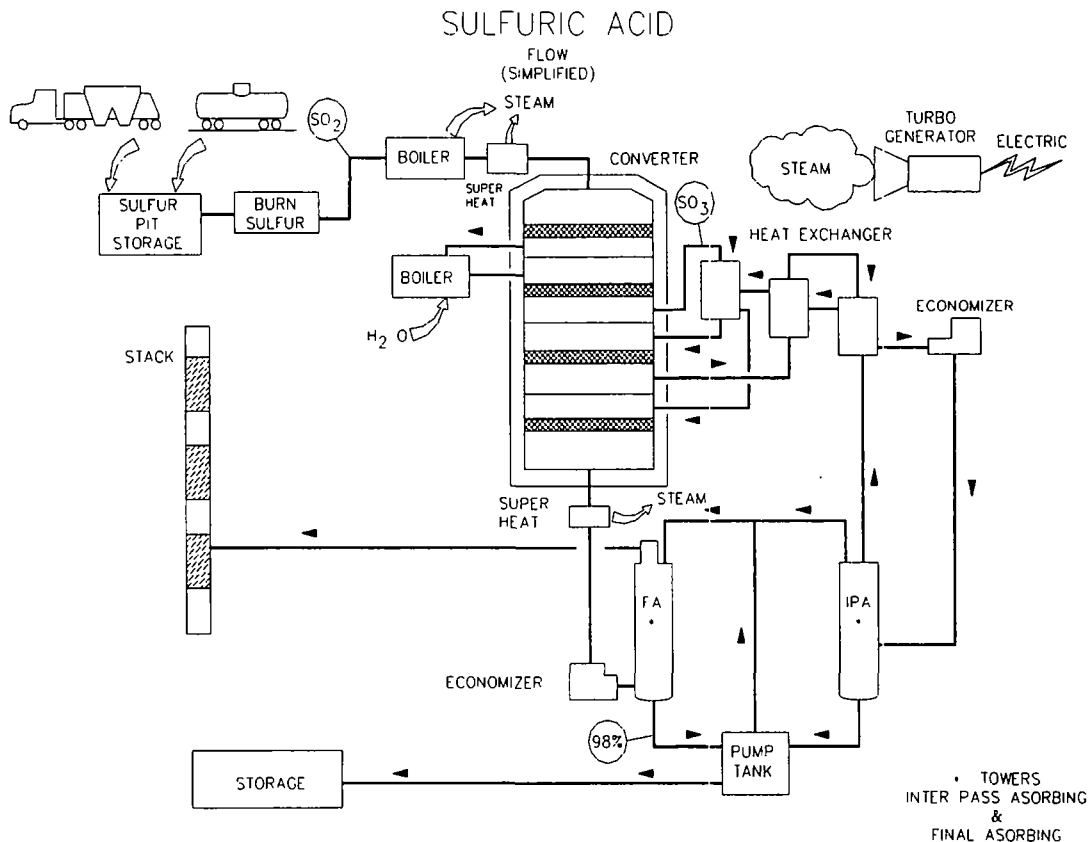 SULFURIC ACID
FLOW
(SIMPLIFIED)
STEAM
SO2
BOILER
SUPER
HEAT
CONVERTER
TURBO
GENERATOR
ELECTRIC
STEAM
SULFUR
PIT
STORAGE
BURN
SULFUR
SO3
HEAT EXCHANGER
BOILER
H2O
ECONOMIZER
STACK
SUPER
HEAT
STEAM
FA
•
IPA
•
ECONOMIZER
98%
PUMP
TANK
STORAGE
• TOWERS
INTER PASS ASORBING
&
FINAL ASORBING